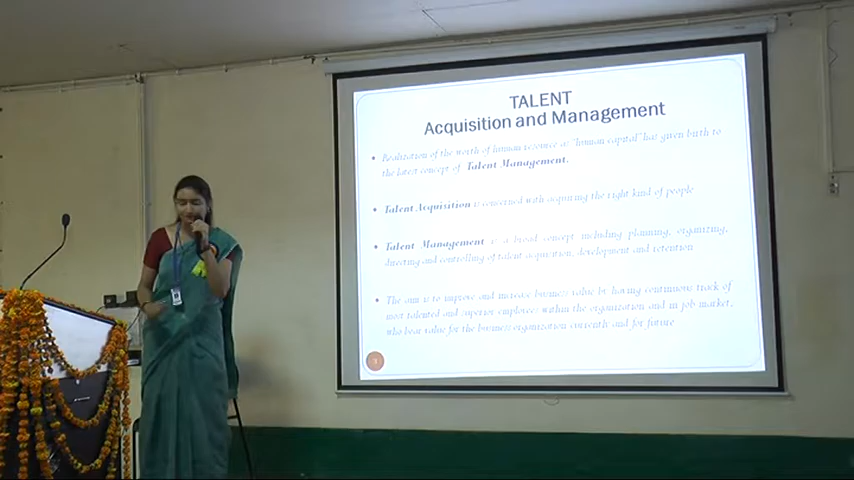 TALENT
Acquisition and Management
• Realization of the worth of human resource as "human capital" has given birth to
the latest concept of Talent Management.
• Talent Acquisition is concerned with acquiring the right kind of people
• Talent Management is a broad concept including planning, organizing,
directing and controlling of talent acquisition, development and retention
• The aim is to improve and increase business value by having continuous track of
most talented and superior employees within the organization and in job market,
who bear value for the business organization currently and for future